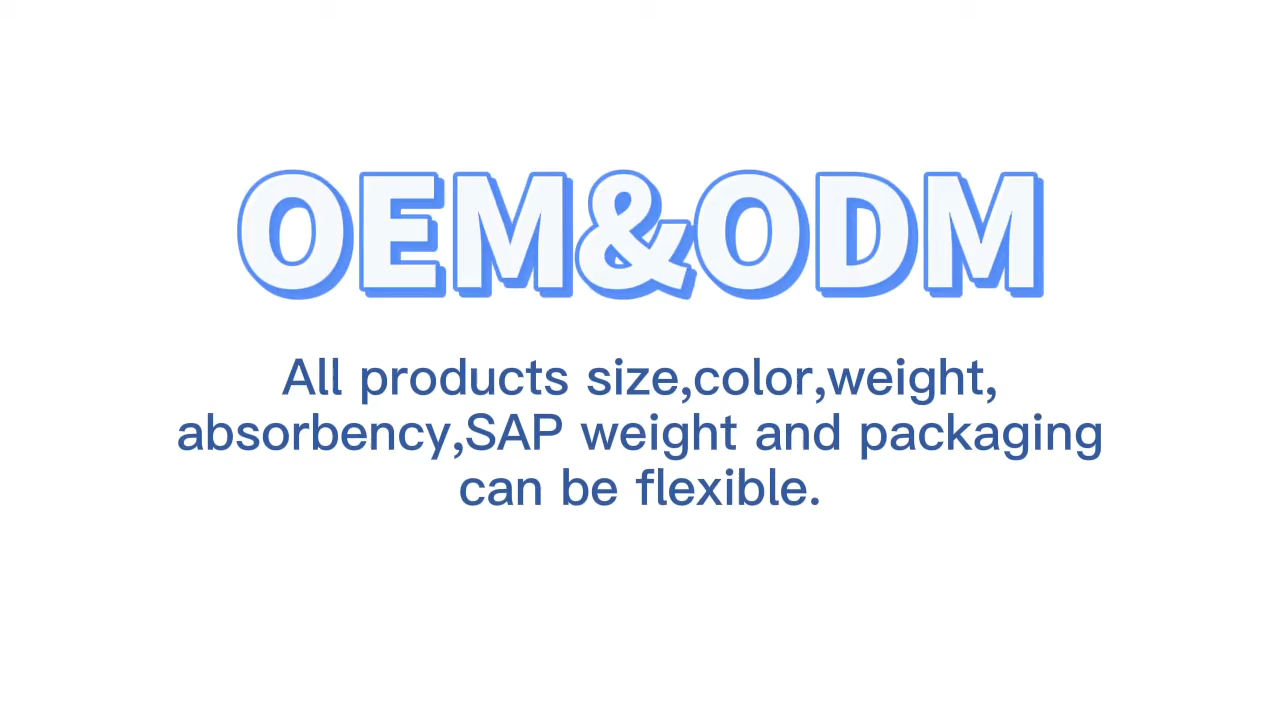 OEM&ODM
All products size,color,weight,
absorbency,SAP weight and packaging
can be flexible.